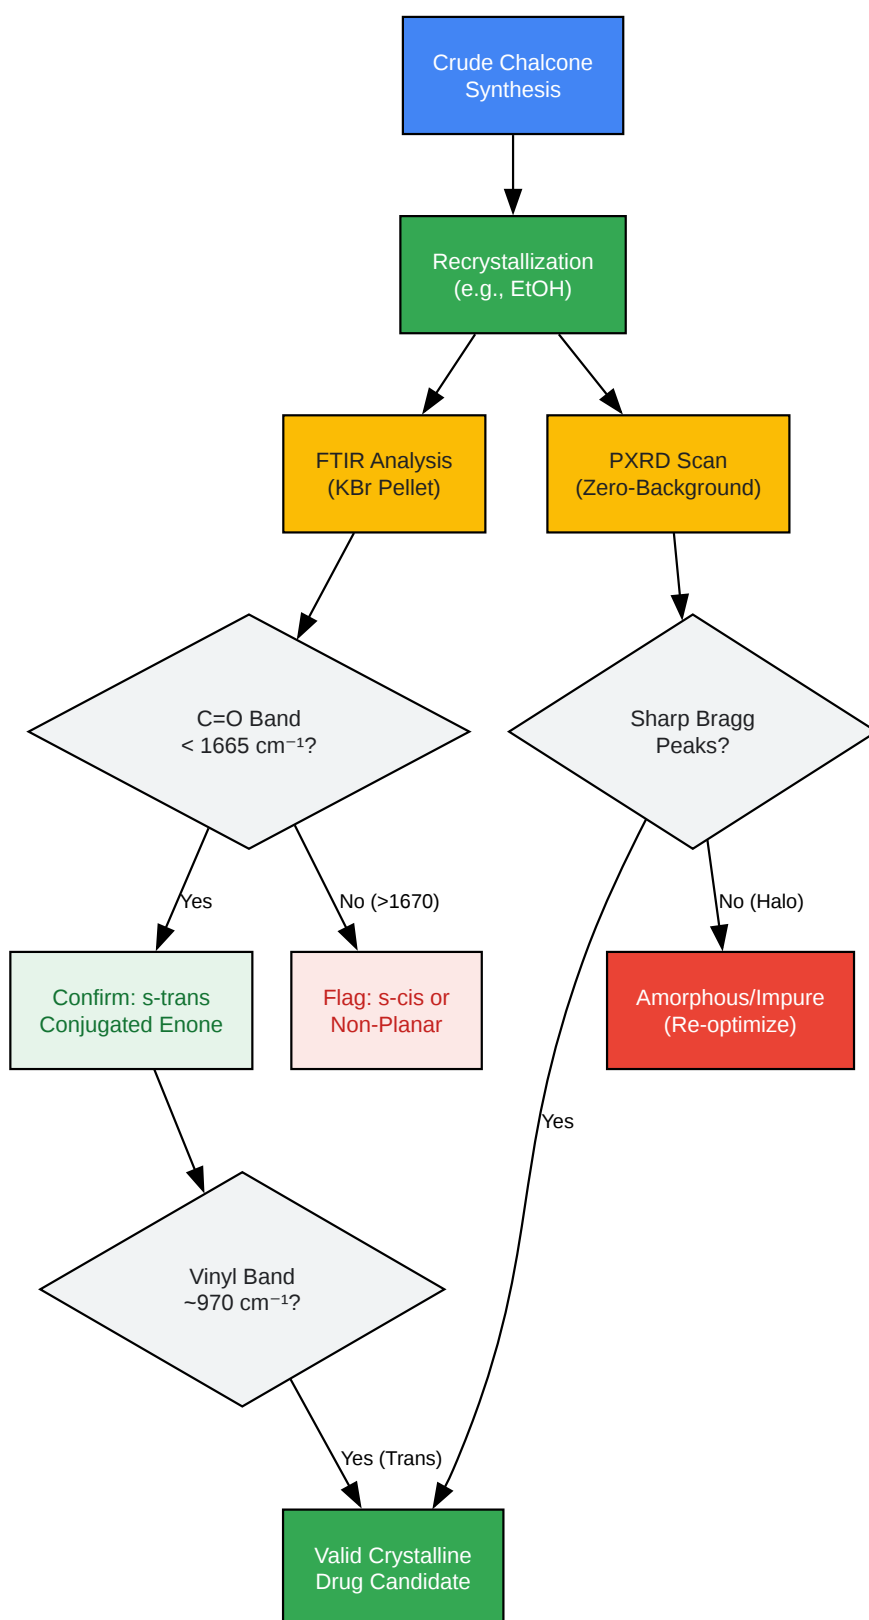 Crude Chalcone
Synthesis
Recrystallization
(e.g., EtOH)
FTIR Analysis
(KBr Pellet)
PXRD Scan
(Zero-Background)
C=O Band
< 1665 cm⁻¹?
Sharp Bragg
Peaks?
Yes
No (>1670)
No (Halo)
Confirm: s-trans
Conjugated Enone
Flag: s-cis or
Non-Planar
Amorphous/Impure
(Re-optimize)
Yes
Vinyl Band
~970 cm⁻¹?
Yes (Trans)
Valid Crystalline
Drug Candidate